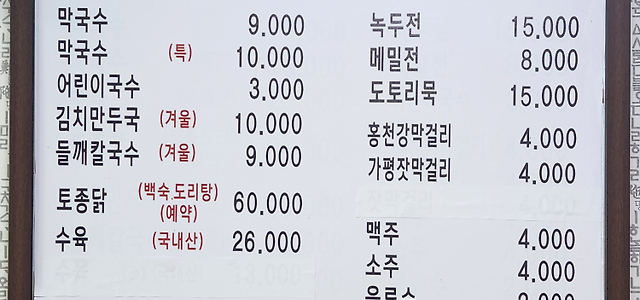 막국수 9.000
막국수 (특) 10.000
어린이국수 3.000
김치만두국 (겨울) 10.000
들깨칼국수 (겨울) 9.000
토종닭 (백숙.도리탕) (예약) 60.000
수육 (국내산) 26.000
녹두전 15.000
메밀전 8.000
도토리묵 15.000
홍천강막걸리 4.000
가평잣막걸리 4.000
맥주 4.000
소주 4.000